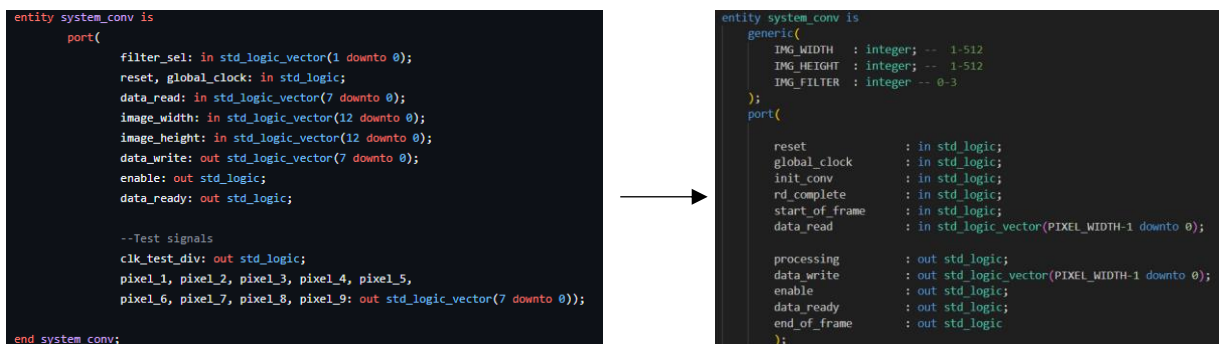 entity system_conv is
port(
filter_sel: in std_logic_vector(1 downto 0);
reset, global_clock: in std_logic;
data_read: in std_logic_vector(7 downto 0);
image_width: in std_logic_vector(12 downto 0);
image_height: in std_logic_vector(12 downto 0);
data_write: out std_logic_vector(7 downto 0);
enable: out std_logic;
data_ready: out std_logic;
--Test signals
clk_test_div: out std_logic;
pixel_1, pixel_2, pixel_3, pixel_4, pixel_5,
pixel_6, pixel_7, pixel_8, pixel_9: out std_logic_vector(7 downto 0));
end system_conv;
entity system_conv is
generic(
IMG_WIDTH : integer; -- 1-512
IMG_HEIGHT : integer; -- 1-512
IMG_FILTER : integer -- 0-3
);
port(
reset : in std_logic;
global_clock : in std_logic;
init_conv : in std_logic;
rd_complete : in std_logic;
start_of_frame : in std_logic;
data_read : in std_logic_vector(PIXEL_WIDTH-1 downto 0);
processing : out std_logic;
data_write : out std_logic_vector(PIXEL_WIDTH-1 downto 0);
enable : out std_logic;
data_ready : out std_logic;
end_of_frame : out std_logic
);